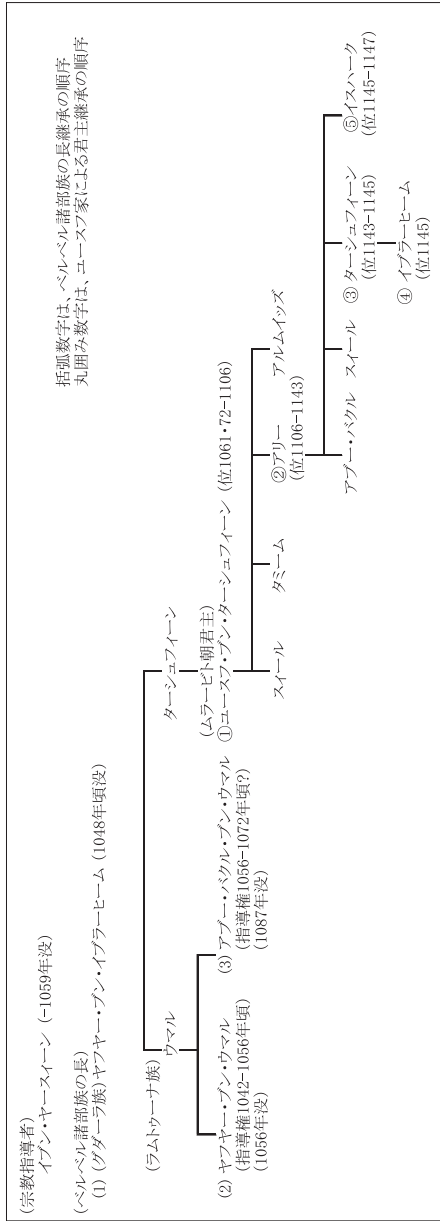 (宗教指導者)
イブン・ヤースィーン (-1059年没)
(ベルベル諸部族の長)
(1) (グダーラ族)ヤフヤー・ブン・イブラーヒーム (1048年頃没)
括弧数字は、ベルベル諸部族の長継承の順序
丸囲み数字は、ユースフ家による君主継承の順序
(ラムトゥーナ族)
ウマル
ターシュフィーン
(2) ヤフヤー・ブン・ウマル
(指導権1042-1056年頃)
(1056年没)
(3) アブー・バクル・ブン・ウマル
(指導権1056-1072年頃?)
(1087年没)
(ムラービト朝君主)
①ユースフ・ブン・ターシュフィーン (位1061・72-1106)
スィール
タミーム
②アリー
(位1106-1143)
アルムイッズ
アブー・バクル
スィール
③ ターシュフィーン
(位1143-1145)
④ イブラーヒーム
(位1145)
⑤イスハーク
(位1145-1147)